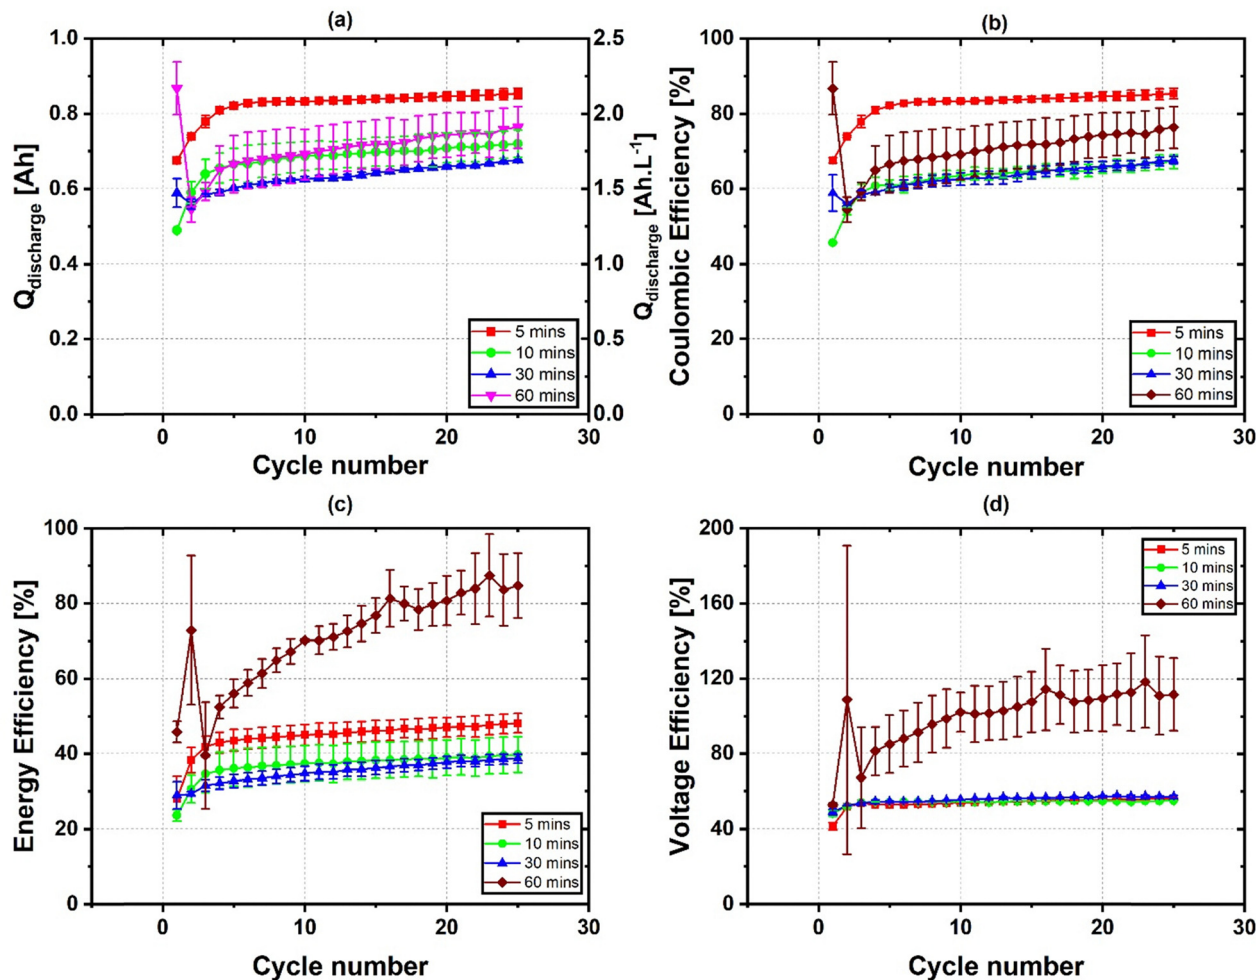 (a)
1.0
0.8
0.6
0.4
0.2
0.0
Q_discharge [Ah]
2.5
2.0
1.5
1.0
0.5
0.0
Q_discharge [Ah.L⁻¹]
5 mins
10 mins
30 mins
60 mins
0
10
20
30
Cycle number
(b)
100
80
60
40
20
0
Coulombic Efficiency [%]
5 mins
10 mins
30 mins
60 mins
0
10
20
30
Cycle number
(c)
100
80
60
40
20
0
Energy Efficiency [%]
5 mins
10 mins
30 mins
60 mins
0
10
20
30
Cycle number
(d)
200
160
120
80
40
0
Voltage Efficiency [%]
5 mins
10 mins
30 mins
60 mins
0
10
20
30
Cycle number